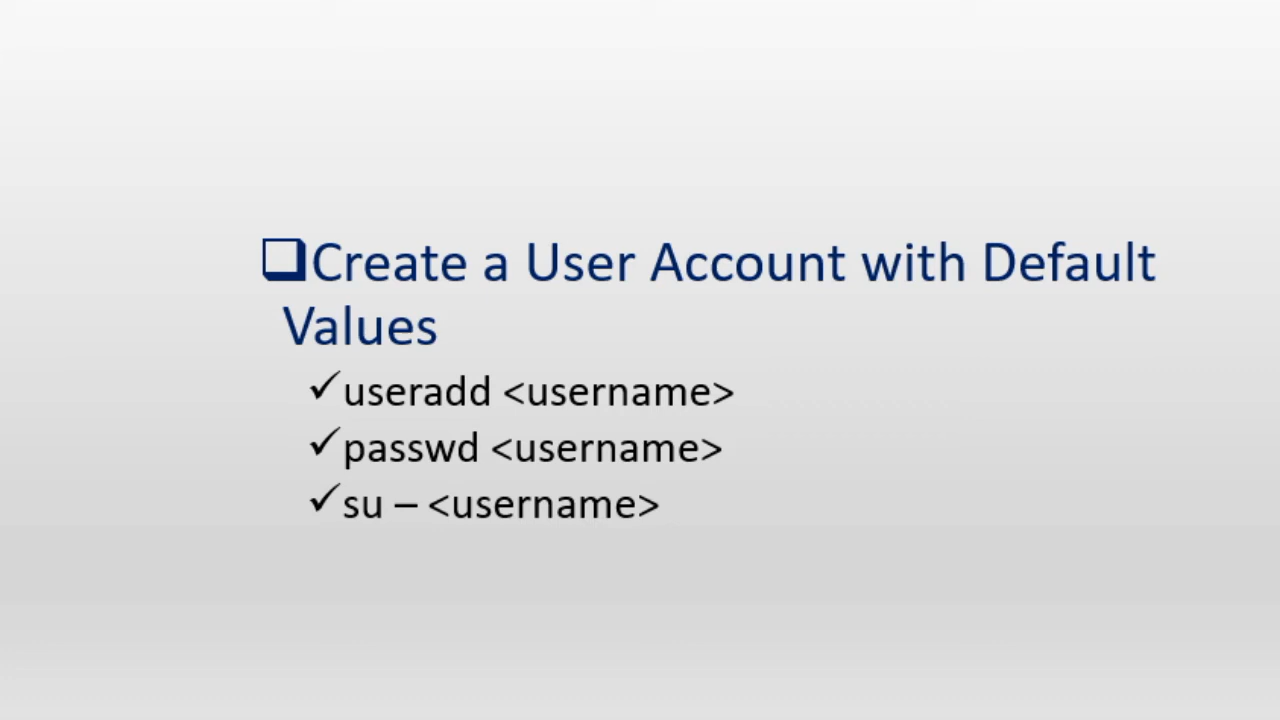 ❑Create a User Account with Default
Values
✓useradd <username>
✓passwd <username>
✓su – <username>